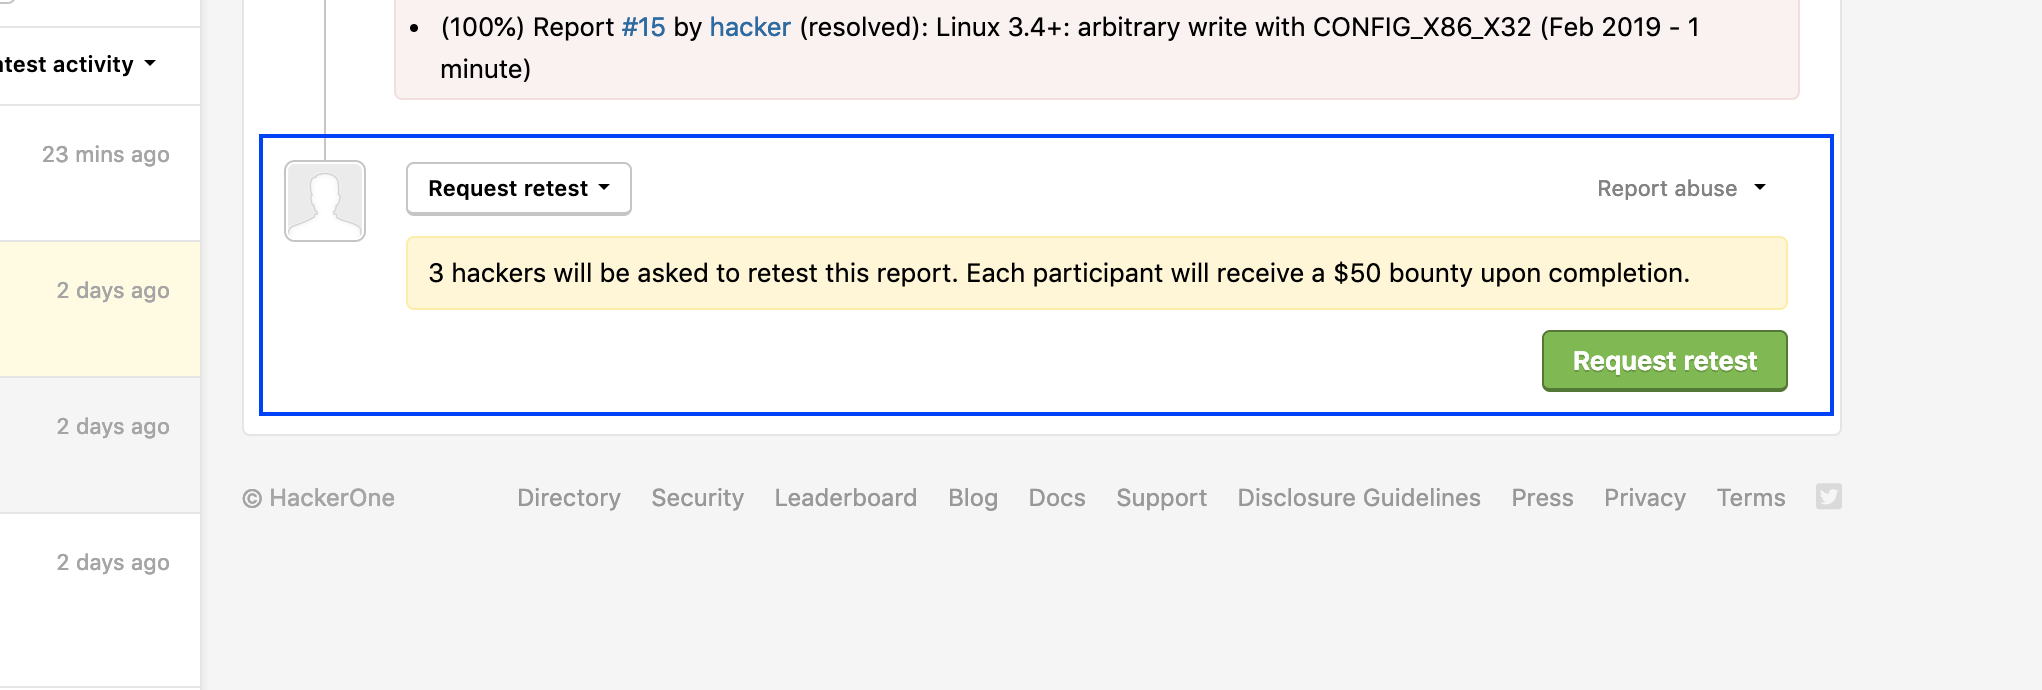 (100%) Report #15 by hacker (resolved): Linux 3.4+: arbitrary write with CONFIG_X86_X32 (Feb 2019 - 1
minute)
test activity
23 mins ago
Request retest
Report abuse
3 hackers will be asked to retest this report. Each participant will receive a $50 bounty upon completion.
2 days ago
Request retest
2 days ago
© HackerOne Directory Security Leaderboard Blog Docs Support Disclosure Guidelines Press Privacy Terms
2 days ago